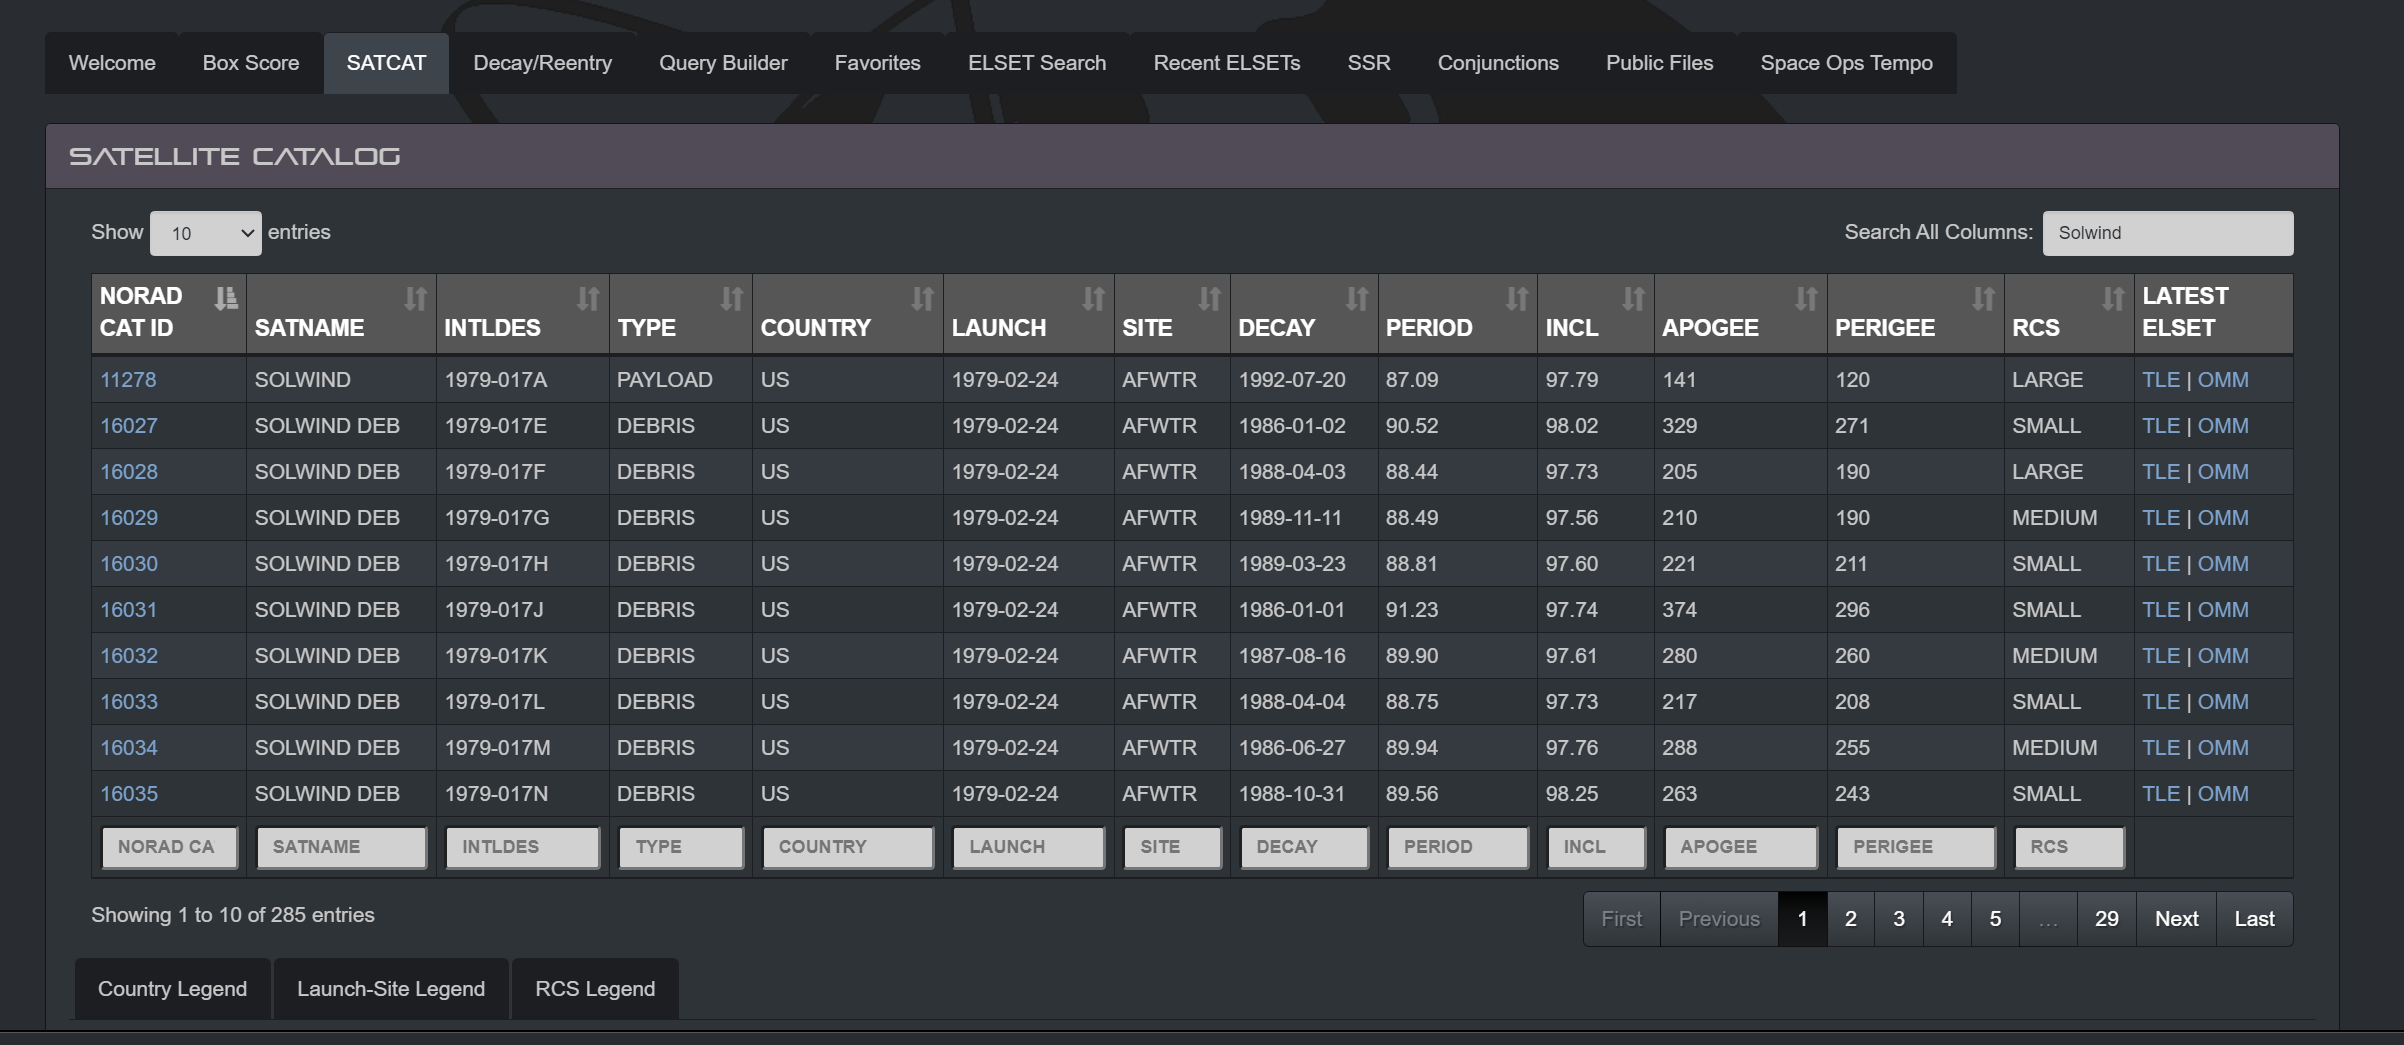 Welcome Box Score SATCAT Decay/Reentry Query Builder Favorites ELSET Search Recent ELSETs SSR Conjunctions Public Files Space Ops Tempo
SATELLITE CATALOG
Show 10 entries Search All Columns: Solwind
NORAD CAT ID SATNAME INTLDES TYPE COUNTRY LAUNCH SITE DECAY PERIOD INCL APOGEE PERIGEE RCS LATEST ELSET
11278 SOLWIND 1979-017A PAYLOAD US 1979-02-24 AFWTR 1992-07-20 87.09 97.79 141 120 LARGE TLE | OMM
16027 SOLWIND DEB 1979-017E DEBRIS US 1979-02-24 AFWTR 1986-01-02 90.52 98.02 329 271 SMALL TLE | OMM
16028 SOLWIND DEB 1979-017F DEBRIS US 1979-02-24 AFWTR 1988-04-03 88.44 97.73 205 190 LARGE TLE | OMM
16029 SOLWIND DEB 1979-017G DEBRIS US 1979-02-24 AFWTR 1989-11-11 88.49 97.56 210 190 MEDIUM TLE | OMM
16030 SOLWIND DEB 1979-017H DEBRIS US 1979-02-24 AFWTR 1989-03-23 88.81 97.60 221 211 SMALL TLE | OMM
16031 SOLWIND DEB 1979-017J DEBRIS US 1979-02-24 AFWTR 1986-01-01 91.23 97.74 374 296 SMALL TLE | OMM
16032 SOLWIND DEB 1979-017K DEBRIS US 1979-02-24 AFWTR 1987-08-16 89.90 97.61 280 260 MEDIUM TLE | OMM
16033 SOLWIND DEB 1979-017L DEBRIS US 1979-02-24 AFWTR 1988-04-04 88.75 97.73 217 208 SMALL TLE | OMM
16034 SOLWIND DEB 1979-017M DEBRIS US 1979-02-24 AFWTR 1986-06-27 89.94 97.76 288 255 MEDIUM TLE | OMM
16035 SOLWIND DEB 1979-017N DEBRIS US 1979-02-24 AFWTR 1988-10-31 89.56 98.25 263 243 SMALL TLE | OMM
NORAD CA SATNAME INTLDES TYPE COUNTRY LAUNCH SITE DECAY PERIOD INCL APOGEE PERIGEE RCS
Showing 1 to 10 of 285 entries First Previous 1 2 3 4 5 … 29 Next Last
Country Legend Launch-Site Legend RCS Legend